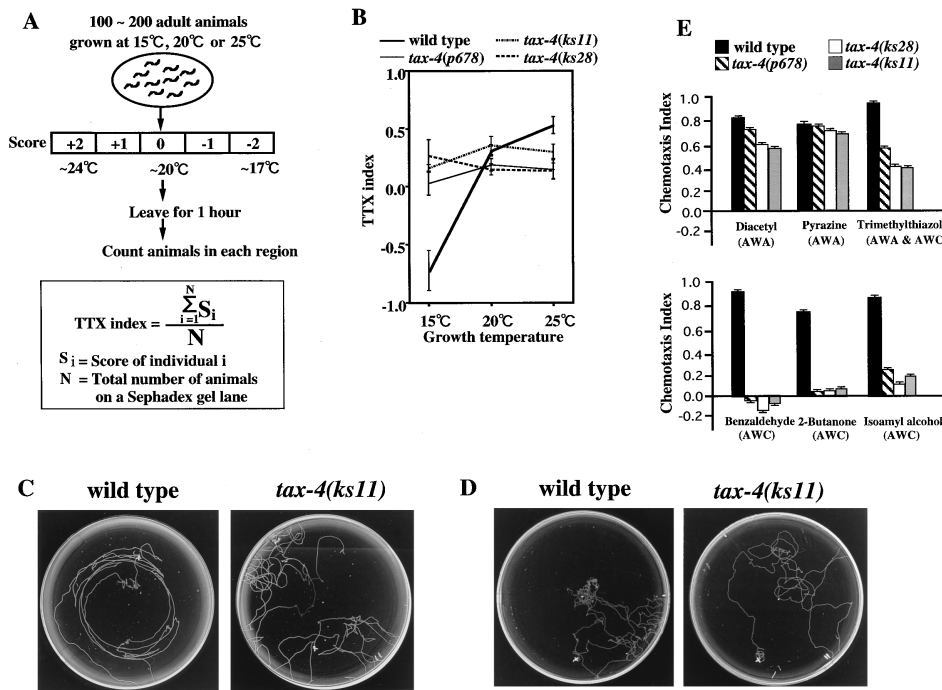 A
100 ~ 200 adult animals
grown at 15℃, 20℃ or 25℃
Score +2 +1 0 -1 -2
~24℃ ~20℃ ~17℃
Leave for 1 hour
Count animals in each region
TTX index = N Σ i=1 Si / N
Si = Score of individual i
N = Total number of animals
on a Sephadex gel lane
B
wild type tax-4(ks11)
tax-4(p678) tax-4(ks28)
TTX index
1.0
0.5
0.0
-0.5
-1.0
15℃ 20℃ 25℃
Growth temperature
E
wild type tax-4(ks28)
tax-4(p678) tax-4(ks11)
Chemotaxis Index
1.0
0.8
0.6
0.4
0.2
0.0
-0.2
Diacetyl Pyrazine Trimethylthiazol
(AWA) (AWA) (AWA & AWC
Chemotaxis Index
1.0
0.8
0.6
0.4
0.2
0.0
-0.2
Benzaldehyde 2-Butanone Isoamyl alcohol
(AWC) (AWC) (AWC)
C
wild type tax-4(ks11)
D
wild type tax-4(ks11)